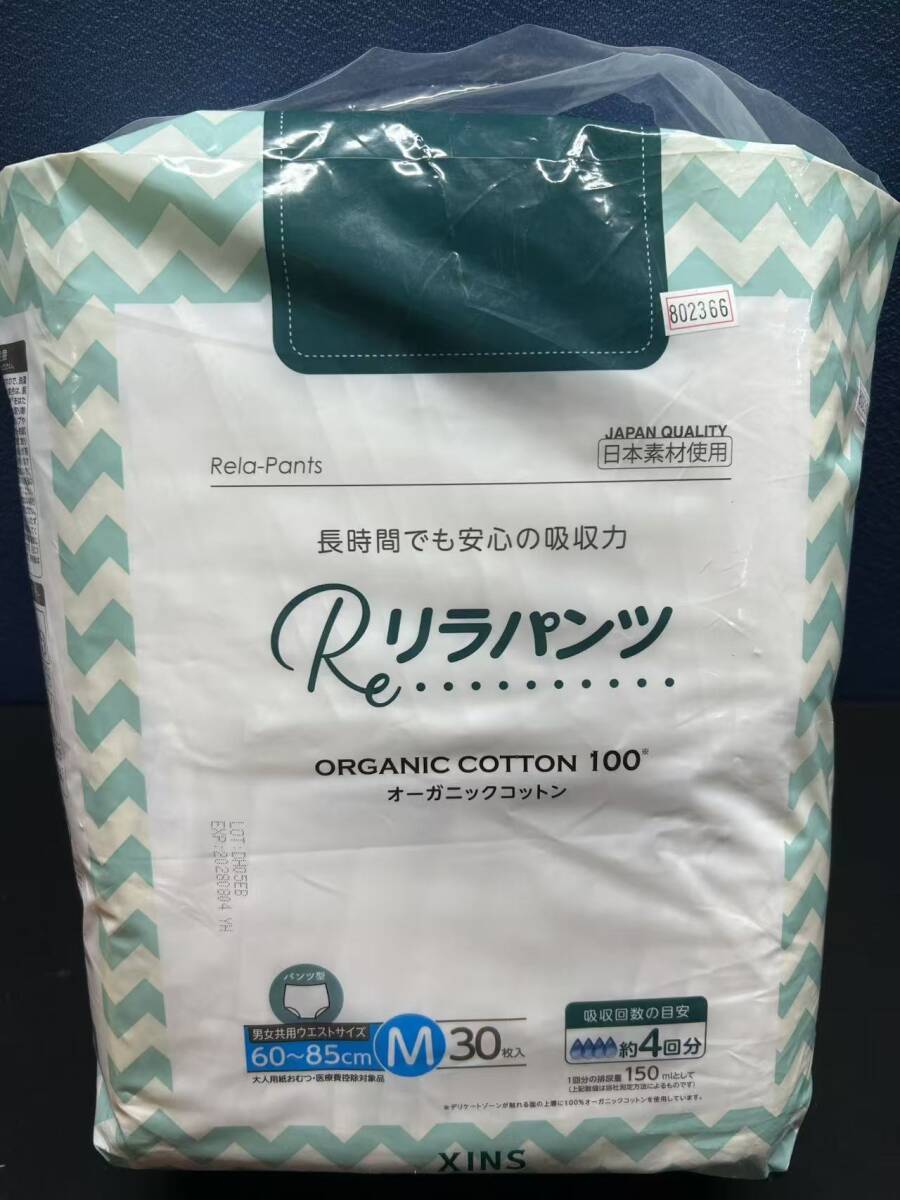 802366
JAPAN QUALITY
日本素材使用
Rela-Pants
長時間でも安心の吸収力
Re リラパンツ
ORGANIC COTTON 100※
オーガニックコットン
LOT:DH05EB
EXP:20280804 YH
パンツ型
男女共用ウエストサイズ
60～85cm
M
30枚入
大人用紙おむつ・医療費控除対象品
吸収回数の目安
約4回分
1回分の排尿量 150 mlとして
(上記数値は当社測定方法によるものです)
※デリケートゾーンが触れる面の上層に100%オーガニックコットンを使用しています。
XINS